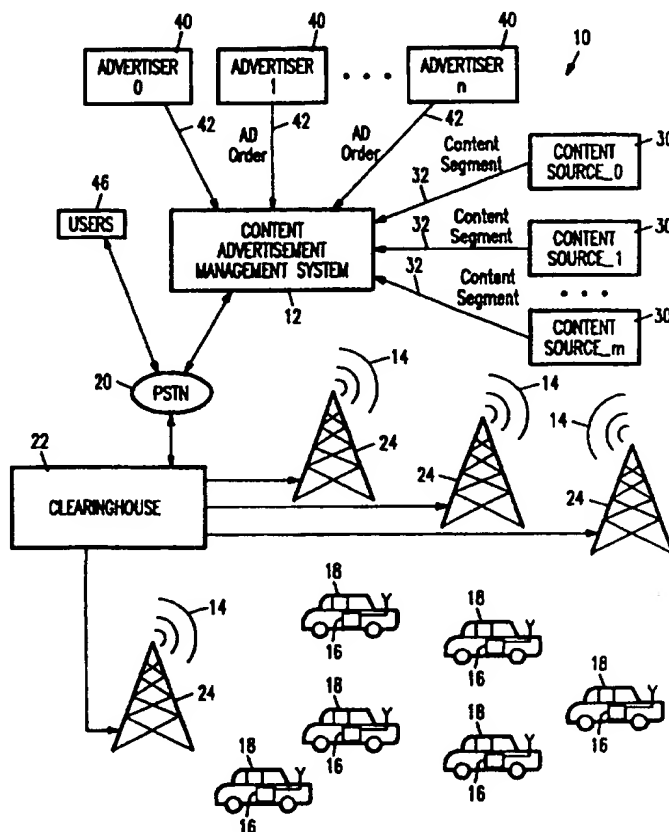 40
40
40
10
ADVERTISER
0
ADVERTISER
1
• • •
ADVERTISER
n
42
42
42
AD
Order
AD
Order
Content
Segment
32
30
CONTENT
SOURCE_0
46
USERS
CONTENT
ADVERTISEMENT
MANAGEMENT SYSTEM
12
Content
Segment
32
30
CONTENT
SOURCE_1
Content
Segment
32
• • •
30
CONTENT
SOURCE_m
20
PSTN
14
14
14
22
CLEARINGHOUSE
24
24
24
14
24
18
16
18
16
18
16
18
16
18
16
18
16